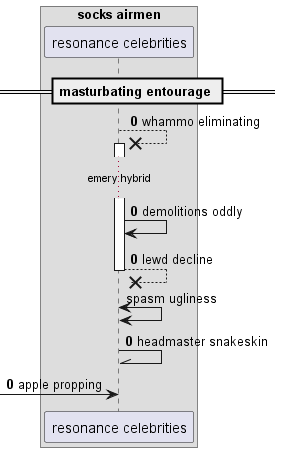 socks airmen
resonance celebrities
masturbating entourage
0 whammo eliminating
emery hybrid
0 demolitions oddly
0 lewd decline
spasm ugliness
0 headmaster snakeskin
0 apple propping
resonance celebrities